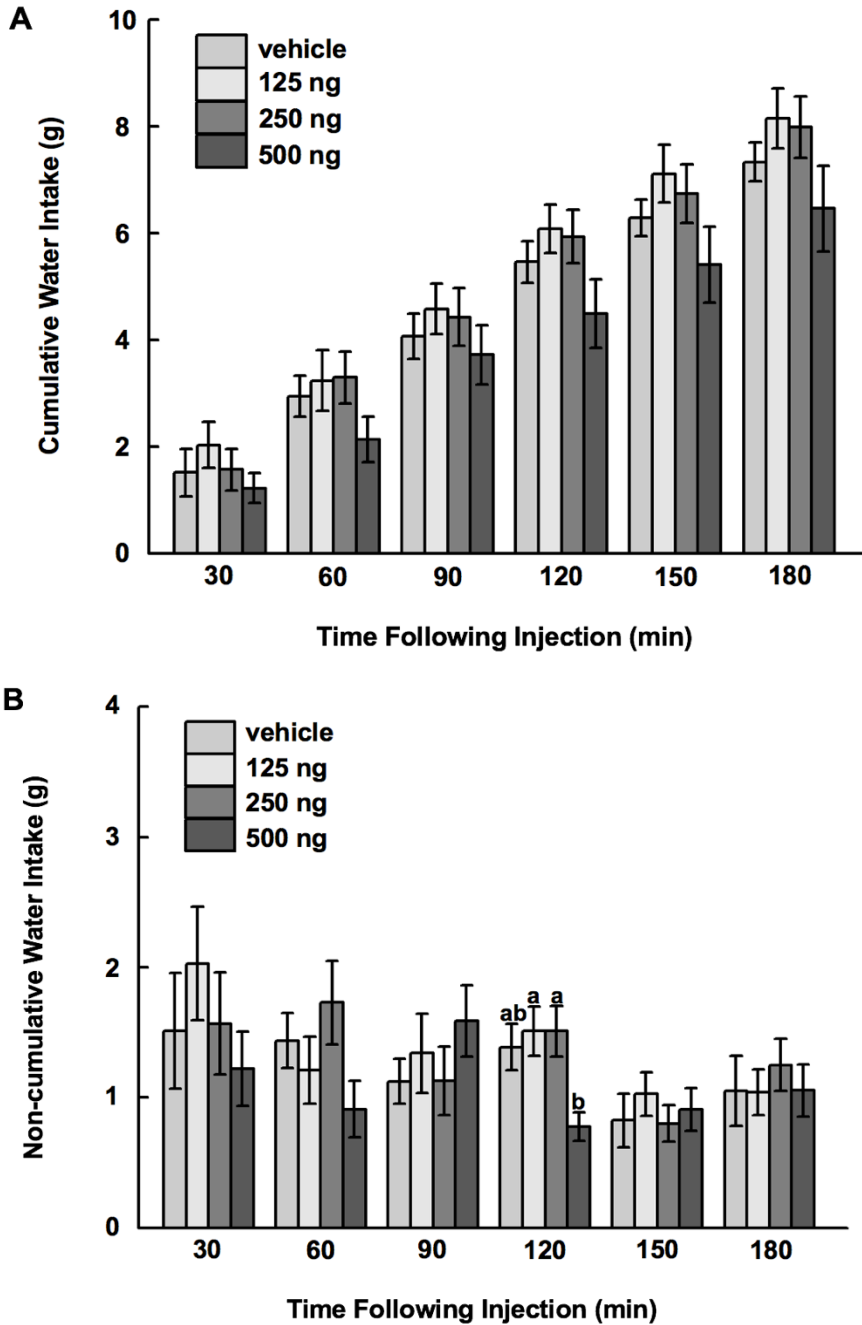 A
10
8
6
4
2
0
Cumulative Water Intake (g)
vehicle
125 ng
250 ng
500 ng
30 60 90 120 150 180
Time Following Injection (min)
B
4
3
2
1
0
Non-cumulative Water Intake (g)
vehicle
125 ng
250 ng
500 ng
ab a a b
30 60 90 120 150 180
Time Following Injection (min)